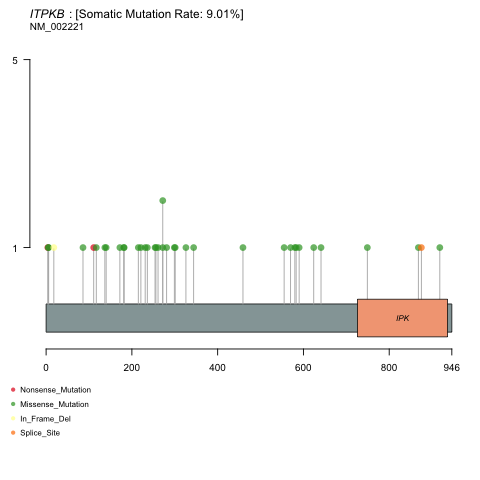 ITPKB : [Somatic Mutation Rate: 9.01%]
NM_002221
5
1
IPK
0 200 400 600 800 946
Nonsense_Mutation
Missense_Mutation
In_Frame_Del
Splice_Site